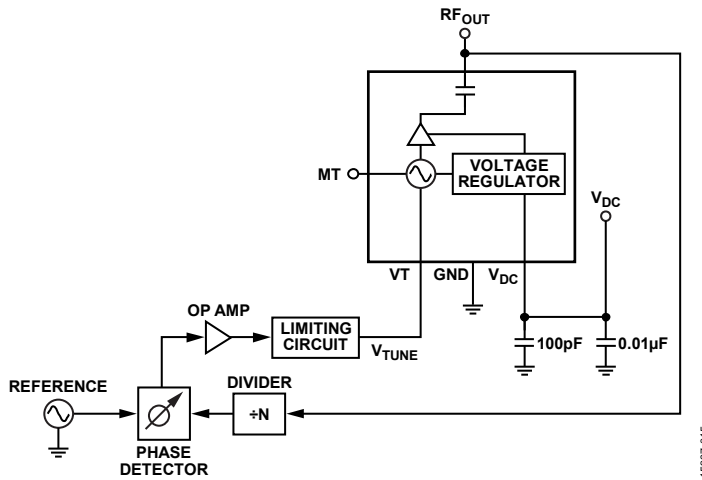 RFOUT
MT
VOLTAGE
REGULATOR
VDC
VT
GND
VDC
OP AMP
LIMITING
CIRCUIT
VTUNE
100pF
0.01µF
REFERENCE
DIVIDER
÷N
PHASE
DETECTOR